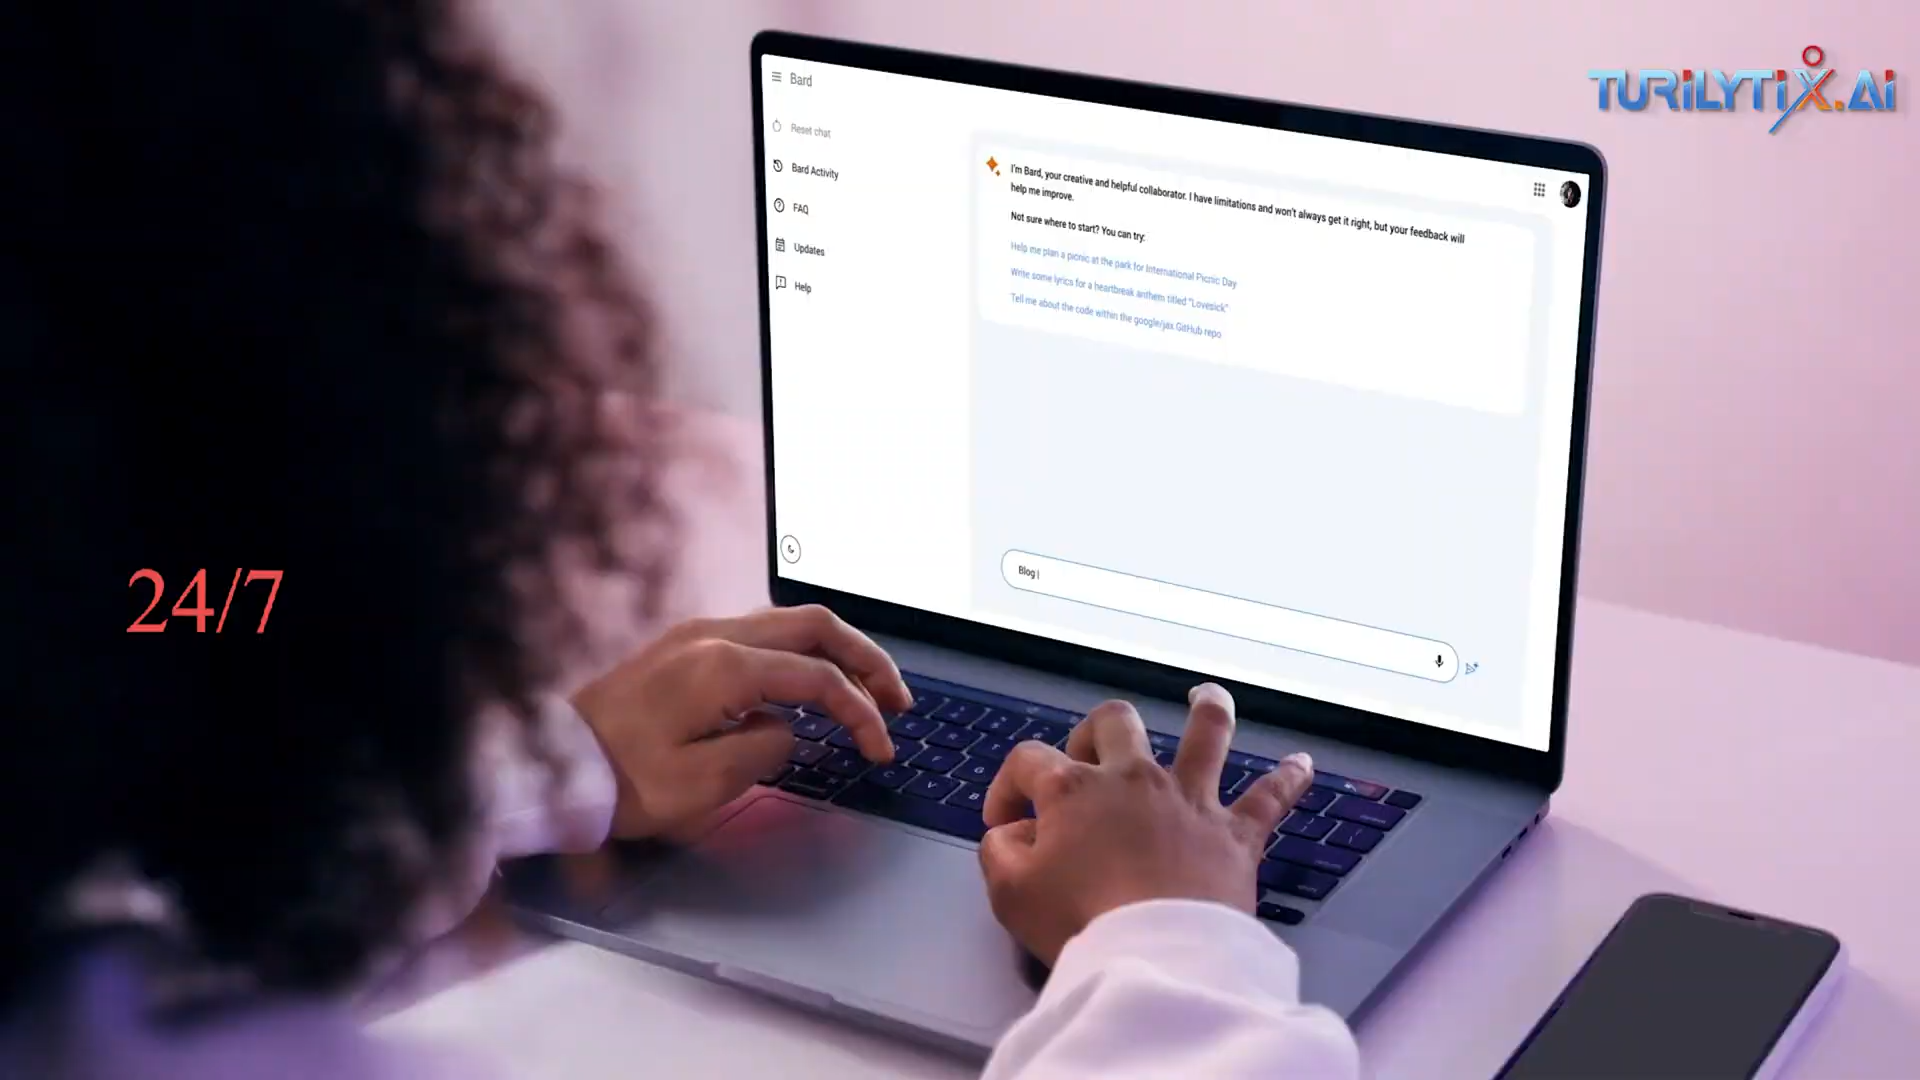 TURiLYTiX.Ai
Bard
Reset chat
Bard Activity
FAQ
Updates
Help
I'm Bard, your creative and helpful collaborator. I have limitations and won't always get it right, but your feedback will
help me improve.
Not sure where to start? You can try:
Help me plan a picnic at the park for International Picnic Day
Write some lyrics for a heartbreak anthem titled "Lovesick"
Tell me about the code within the google/jax GitHub repo
Blog
24/7